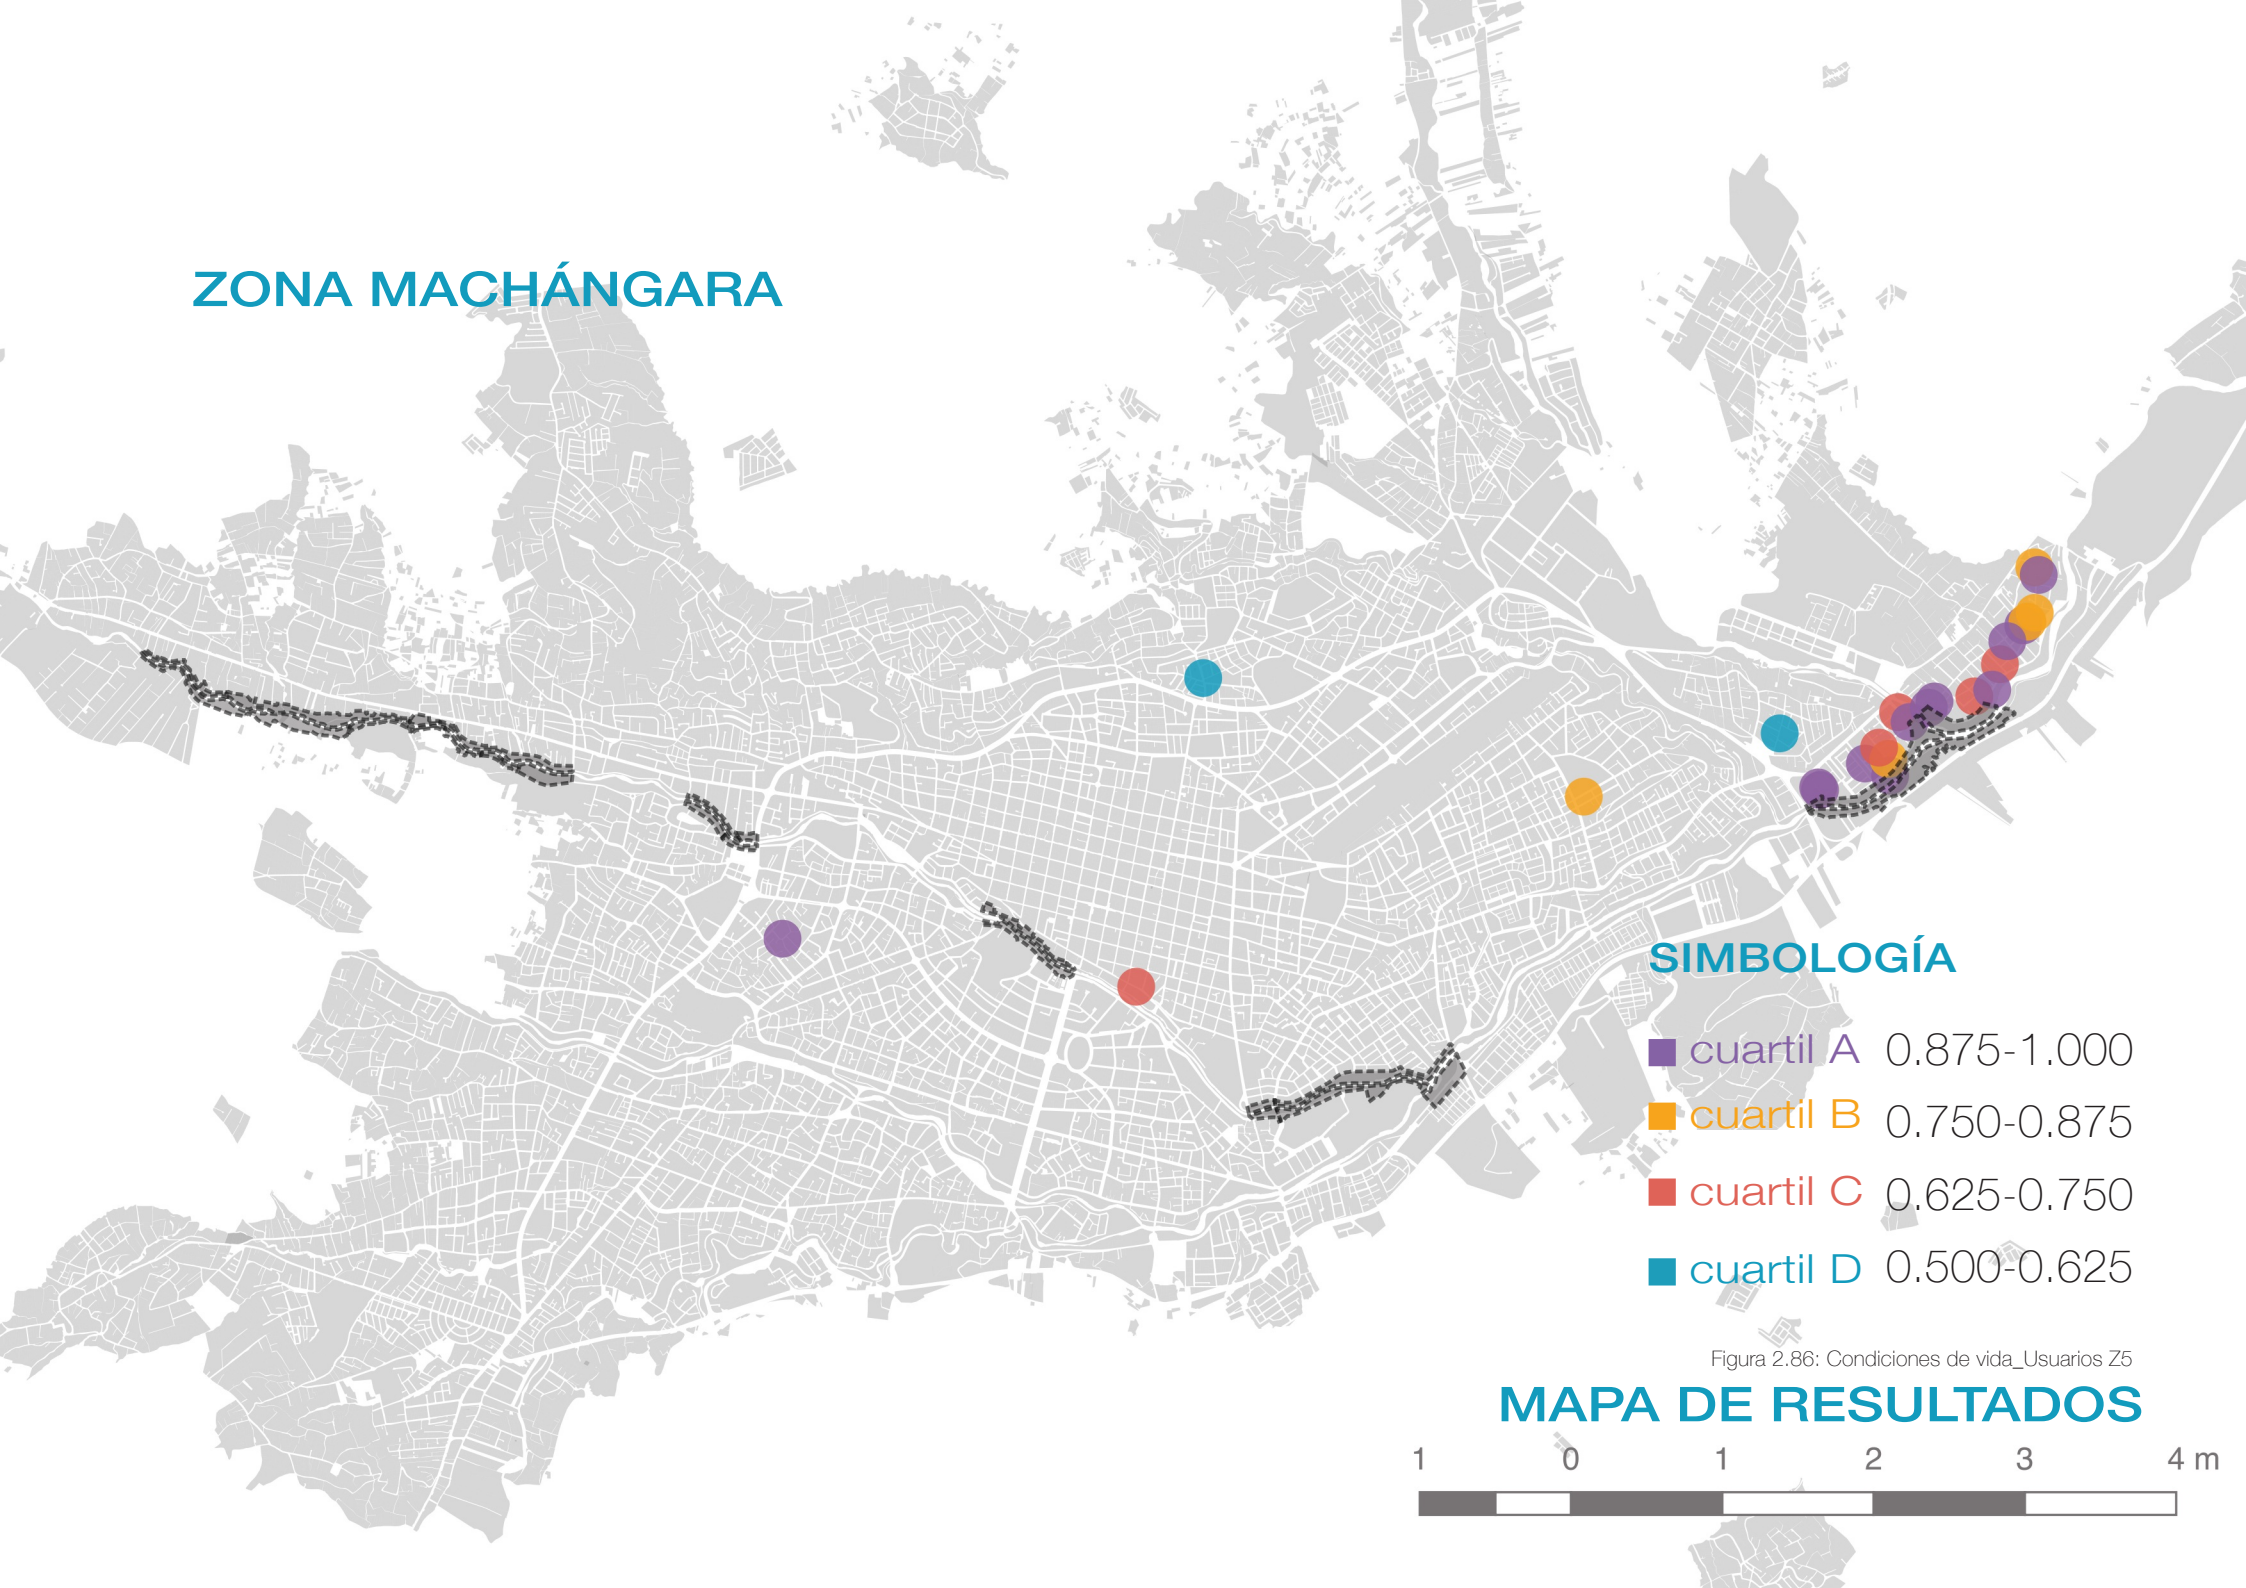 ZONA MACHÁNGARA
SIMBOLOGÍA
cuartil A 0.875-1.000
cuartil B 0.750-0.875
cuartil C 0.625-0.750
cuartil D 0.500-0.625
Figura 2.86: Condiciones de vida_Usuarios Z5
MAPA DE RESULTADOS
1 0 1 2 3 4 m